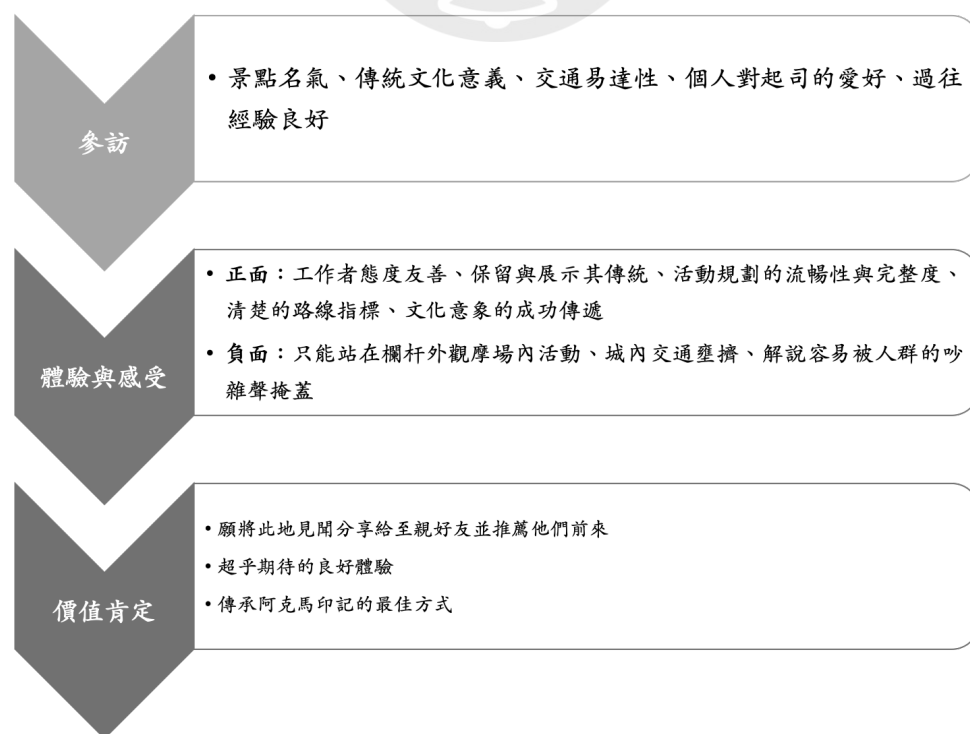 參訪
• 景點名氣、傳統文化意義、交通易達性、個人對起司的愛好、過往
經驗良好
體驗與感受
• 正面：工作者態度友善、保留與展示其傳統、活動規劃的流暢性與完整度、
清楚的路線指標、文化意象的成功傳遞
• 負面：只能站在欄杆外觀摩場內活動、城內交通壅擠、解說容易被人群的吵
雜聲掩蓋
價值肯定
• 願將此地見聞分享給至親好友並推薦他們前來
• 超乎期待的良好體驗
• 傳承阿克馬印記的最佳方式